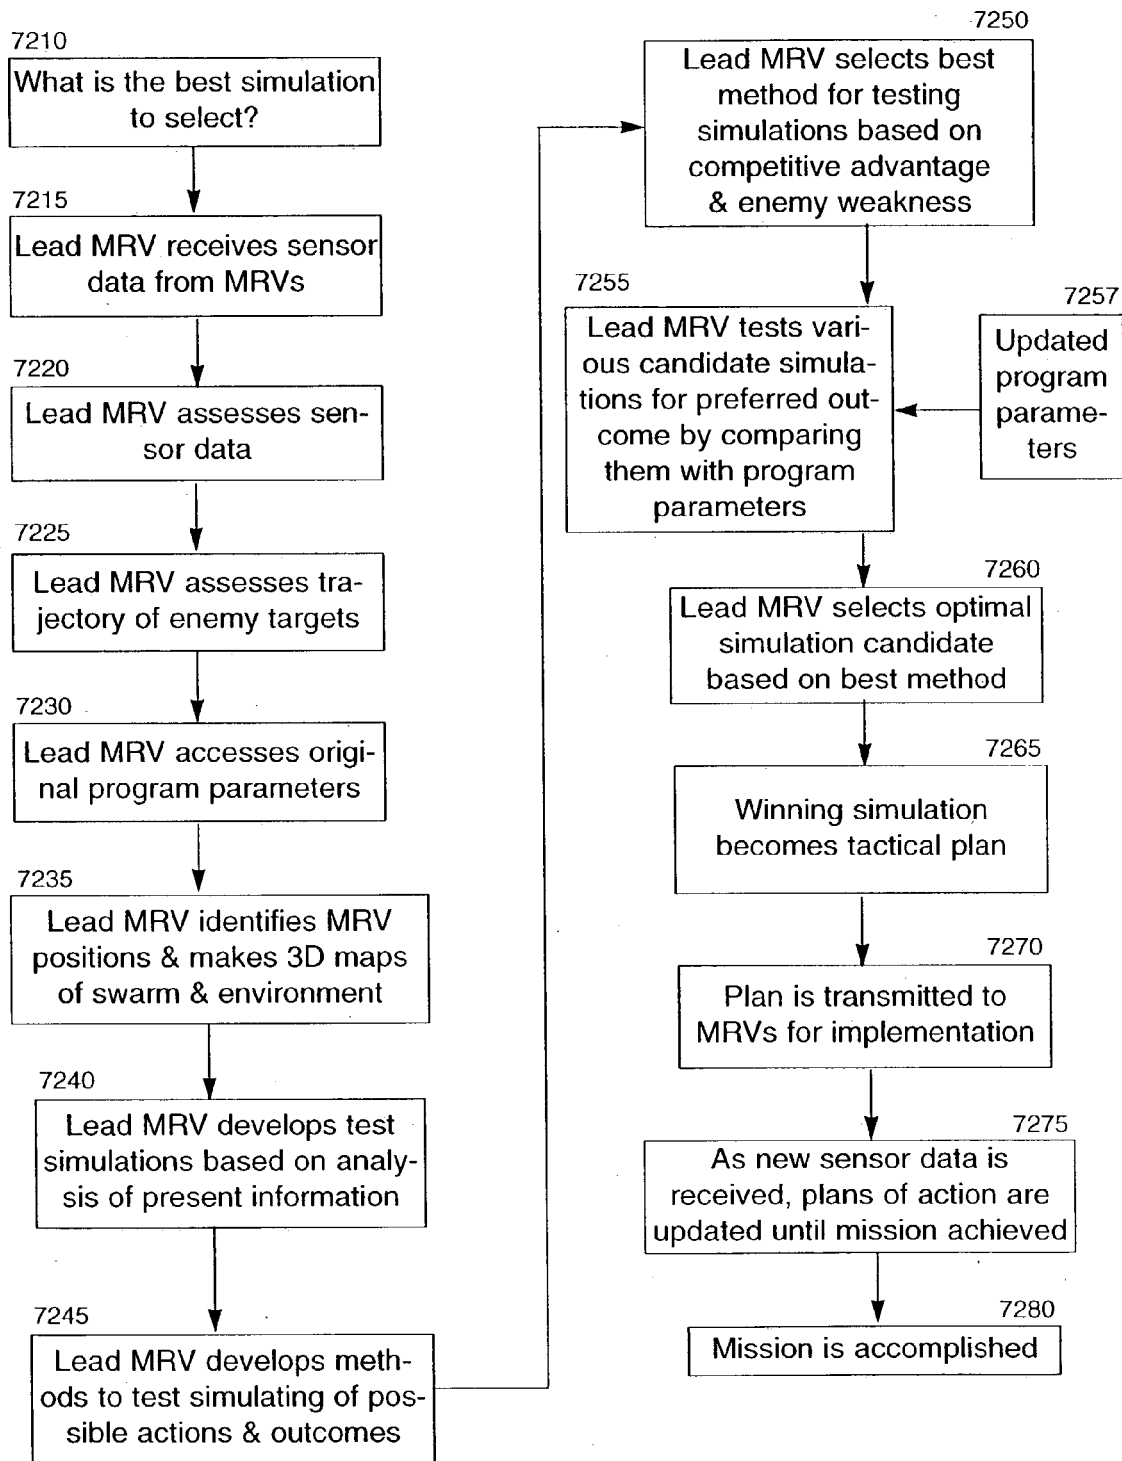 7210
What is the best simulation
to select?
7215
Lead MRV receives sensor
data from MRVs
7220
Lead MRV assesses sen-
sor data
7225
Lead MRV assesses tra-
jectory of enemy targets
7230
Lead MRV accesses origi-
nal program parameters
7235
Lead MRV identifies MRV
positions & makes 3D maps
of swarm & environment
7240
Lead MRV develops test
simulations based on analy-
sis of present information
7245
Lead MRV develops meth-
ods to test simulating of pos-
sible actions & outcomes
7250
Lead MRV selects best
method for testing
simulations based on
competitive advantage
& enemy weakness
7255
Lead MRV tests vari-
ous candidate simula-
tions for preferred out-
come by comparing
them with program
parameters
7257
Updated
program
parame-
ters
7260
Lead MRV selects optimal
simulation candidate
based on best method
7265
Winning simulation
becomes tactical plan
7270
Plan is transmitted to
MRVs for implementation
7275
As new sensor data is
received, plans of action are
updated until mission achieved
7280
Mission is accomplished